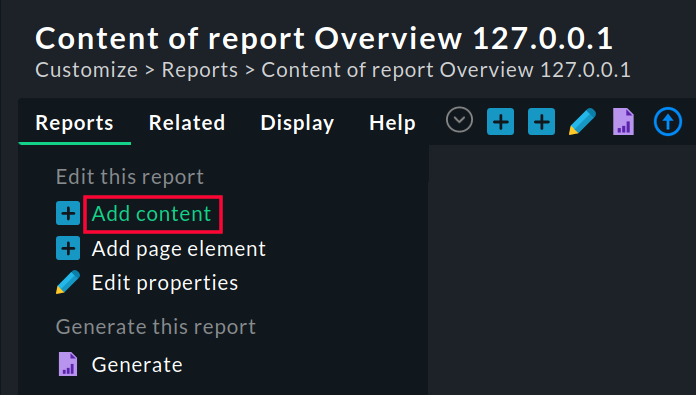 Content of report Overview 127.0.0.1
Customize > Reports > Content of report Overview 127.0.0.1
Reports Related Display Help
Edit this report
Add content
Add page element
Edit properties
Generate this report
Generate